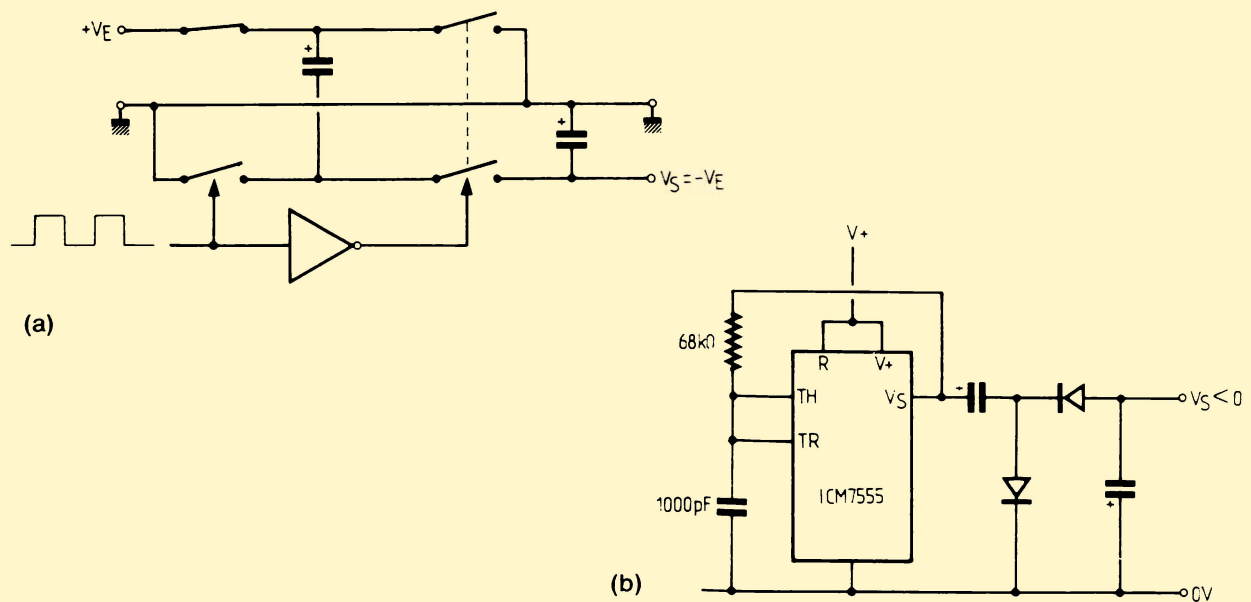 +VE
+
+
VS=-VE
(a)
V+
68kΩ
R
V+
TH
VS
+
VS<0
TR
1000pF
ICM7555
+
(b)
0V